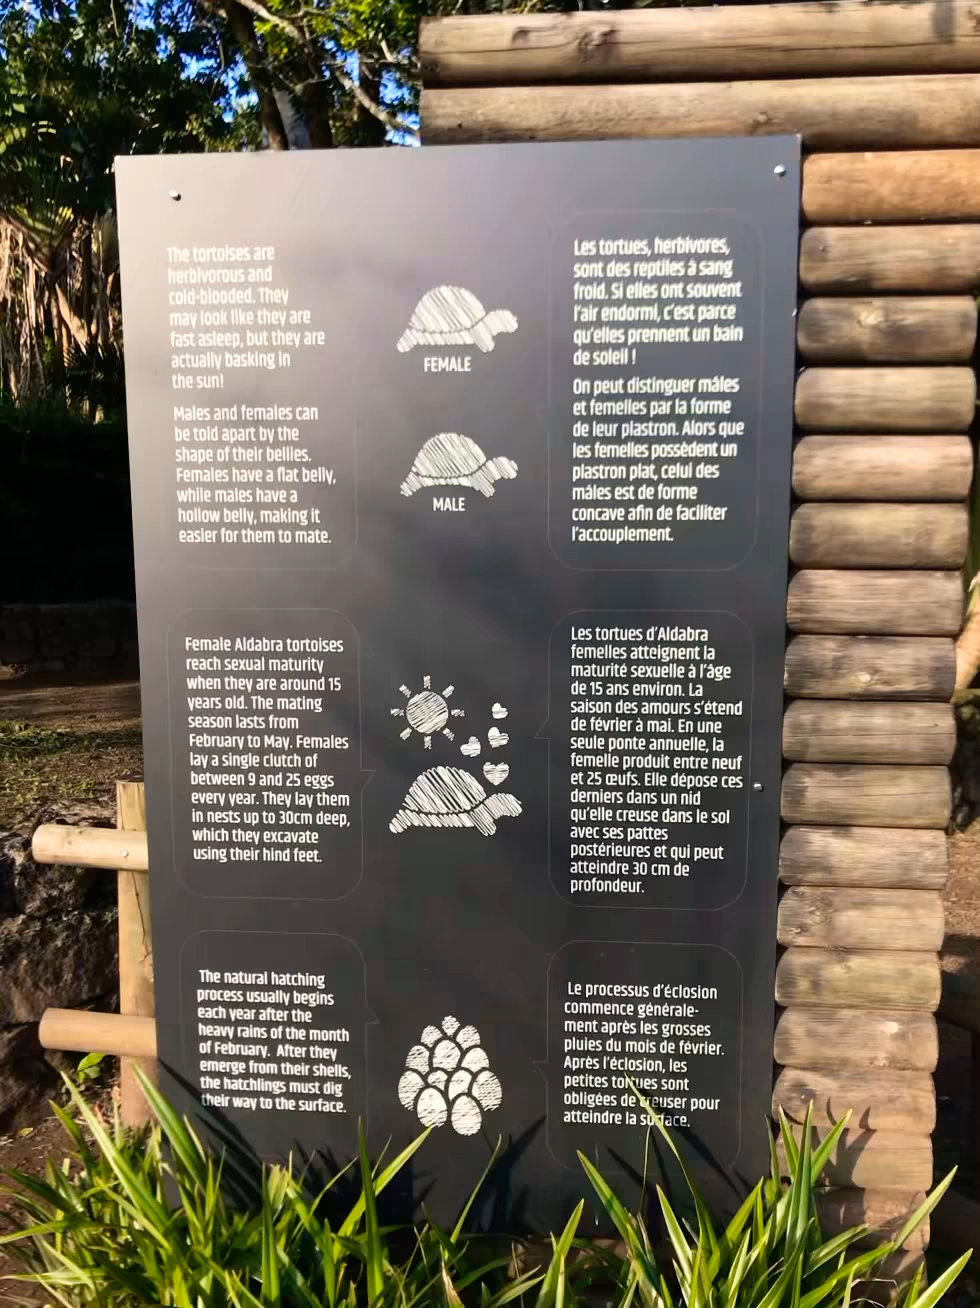 The tortoises are
herbivorous and
cold-blooded. They
may look like they are
fast asleep, but they are
actually basking in
the sun!
Males and females can
be told apart by the
shape of their bellies.
Females have a flat belly,
while males have a
hollow belly, making it
easier for them to mate.
FEMALE
MALE
Les tortues, herbivores,
sont des reptiles à sang
froid. Si elles ont souvent
l'air endormi, c'est parce
qu'elles prennent un bain
de soleil !
On peut distinguer mâles
et femelles par la forme
de leur plastron. Alors que
les femelles possèdent un
plastron plat, celui des
mâles est de forme
concave afin de faciliter
l'accouplement.
Female Aldabra tortoises
reach sexual maturity
when they are around 15
years old. The mating
season lasts from
February to May. Females
lay a single clutch of
between 9 and 25 eggs
every year. They lay them
in nests up to 30cm deep,
which they excavate
using their hind feet.
Les tortues d'Aldabra
femelles atteignent la
maturité sexuelle à l'âge
de 15 ans environ. La
saison des amours s'étend
de février à mai. En une
seule ponte annuelle, la
femelle produit entre neuf
et 25 œufs. Elle dépose ces
derniers dans un nid
qu'elle creuse dans le sol
avec ses pattes
postérieures et qui peut
atteindre 30 cm de
profondeur.
The natural hatching
process usually begins
each year after the
heavy rains of the month
of February. After they
emerge from their shells,
the hatchlings must dig
their way to the surface.
Le processus d'éclosion
commence générale-
ment après les grosses
pluies du mois de février.
Après l'éclosion, les
petites tortues sont
obligées de creuser pour
atteindre la surface.